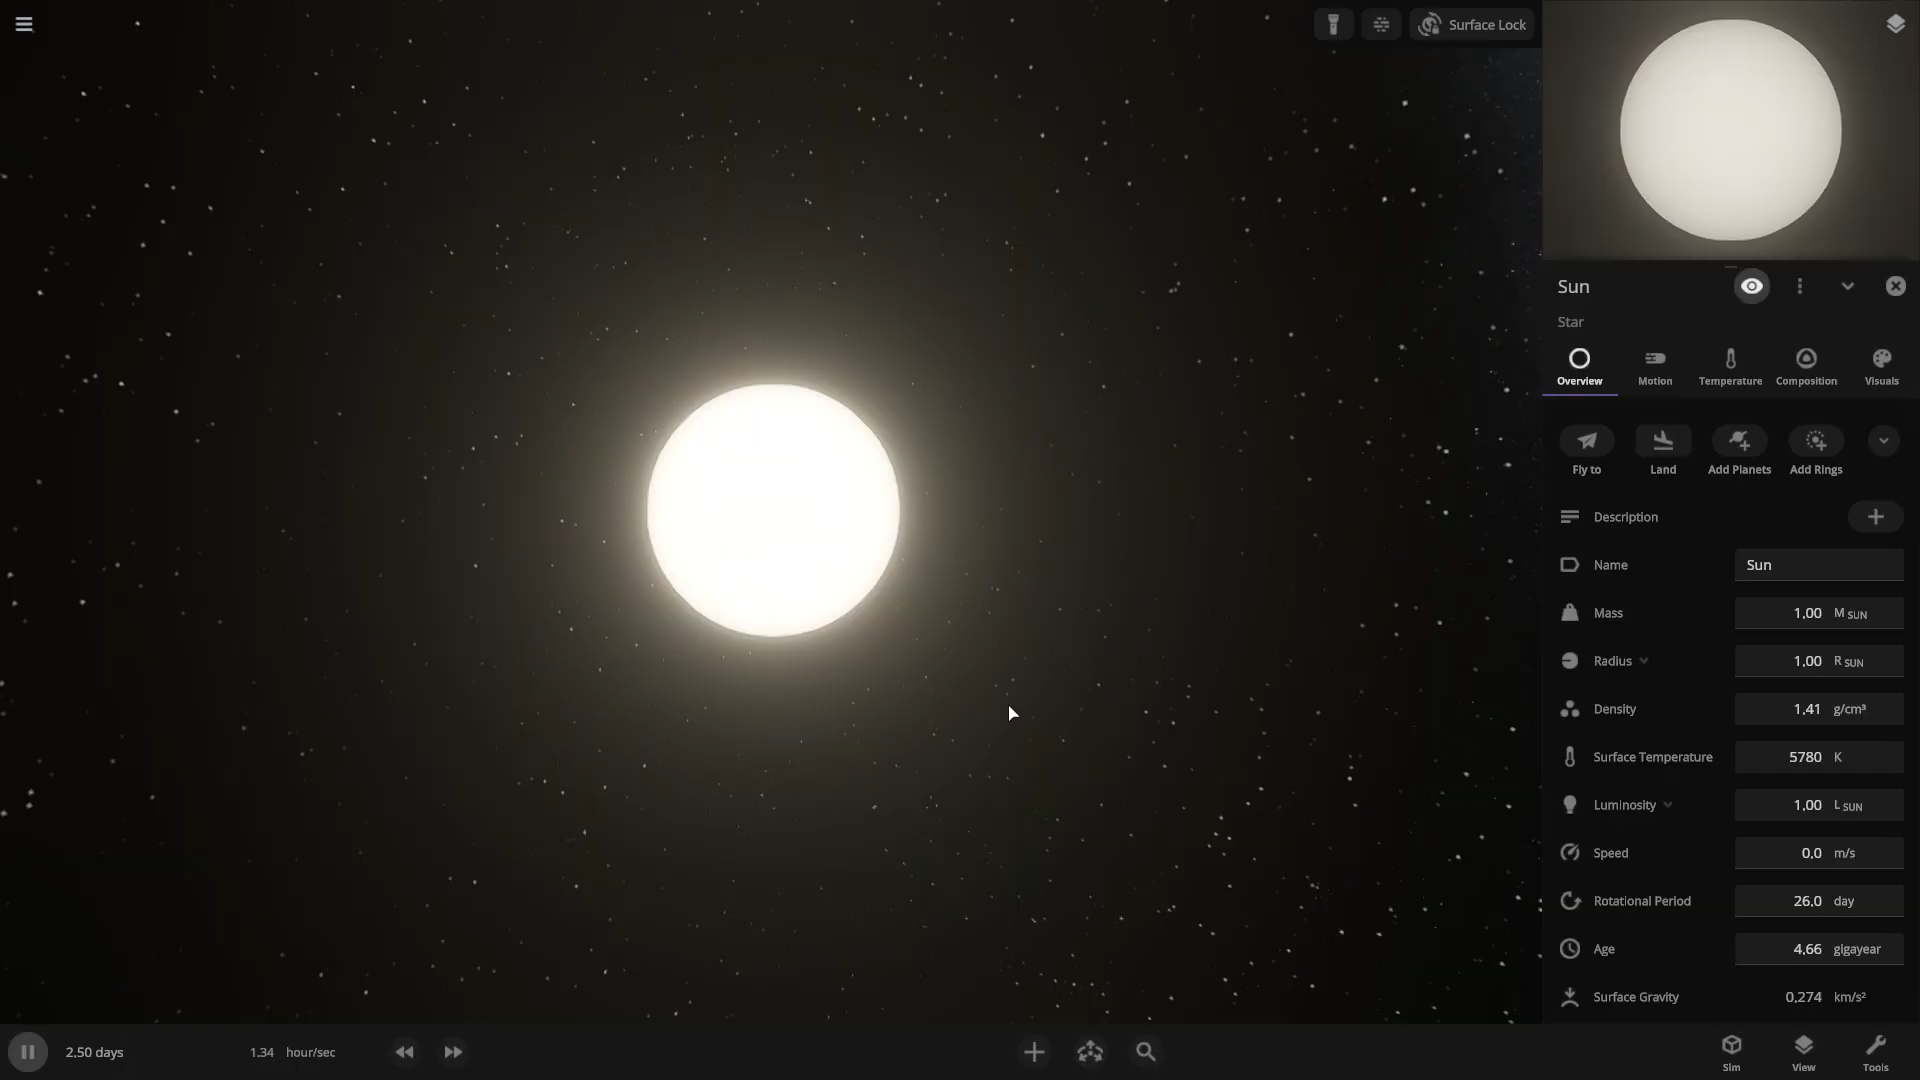 Surface Lock
Sun
Star
Overview Motion Temperature Composition Visuals
Fly to Land Add Planets Add Rings
Description
Name Sun
Mass 1.00 M SUN
Radius 1.00 R SUN
Density 1.41 g/cm³
Surface Temperature 5780 K
Luminosity 1.00 L SUN
Speed 0.0 m/s
Rotational Period 26.0 day
Age 4.66 gigayear
Surface Gravity 0.274 km/s²
2.50 days 1.34 hour/sec
Sim View Tools